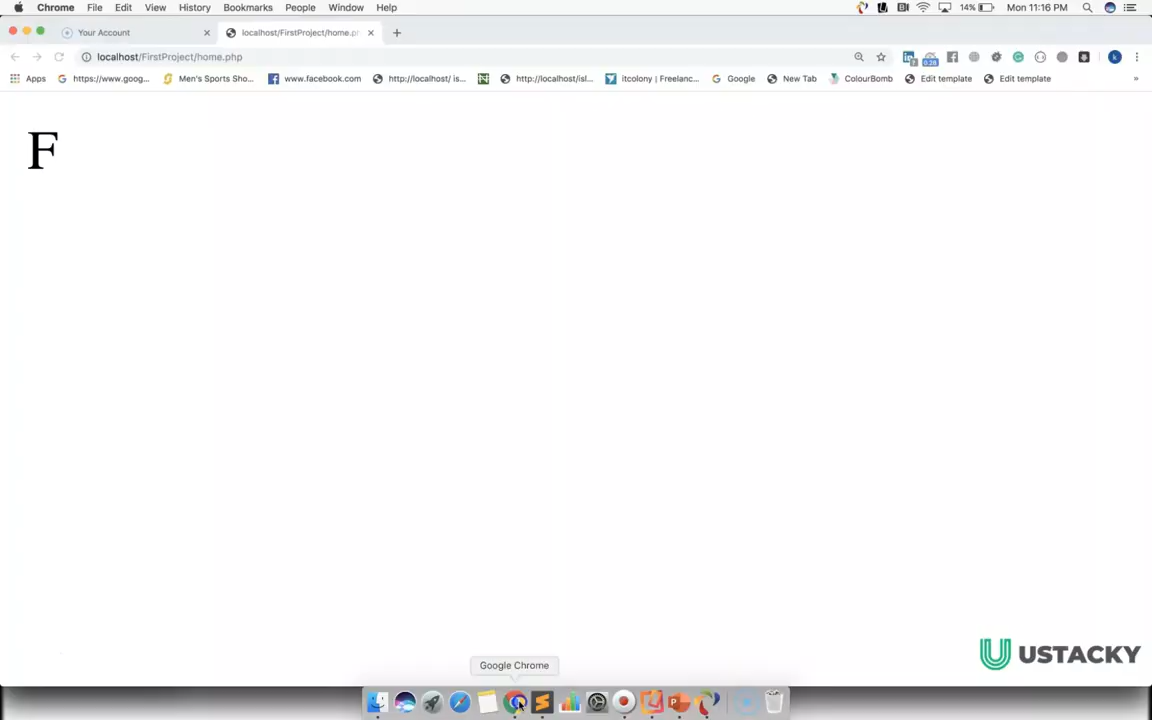 Chrome File Edit View History Bookmarks People Window Help 14% Mon 11:16 PM
Your Account localhost/FirstProject/home.p
localhost/FirstProject/home.php
Apps https://www.goog... Men's Sports Sho... www.facebook.com http://localhost/ is... http://localhost/isl... itcolony | Freelanc... Google New Tab ColourBomb Edit template Edit template »
F
USTACKY
Google Chrome